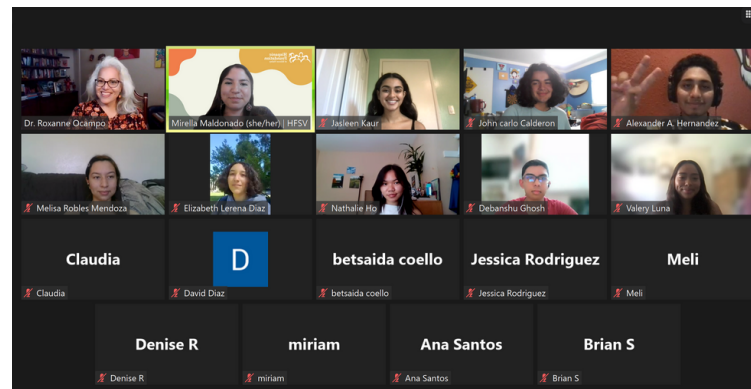 Dr. Roxanne Ocampo
Mirella Maldonado (she/her) | HFSV
Jasleen Kaur
John carlo Calderon
Alexander A. Hernandez
Melisa Robles Mendoza
Elizabeth Lerena Diaz
Nathalie Ho
Debanshu Ghosh
Valery Luna
Claudia
D
betsaida coello
Jessica Rodriguez
Meli
Claudia
David Diaz
betsaida coello
Jessica Rodriguez
Meli
Denise R
miriam
Ana Santos
Brian S
Denise R
miriam
Ana Santos
Brian S